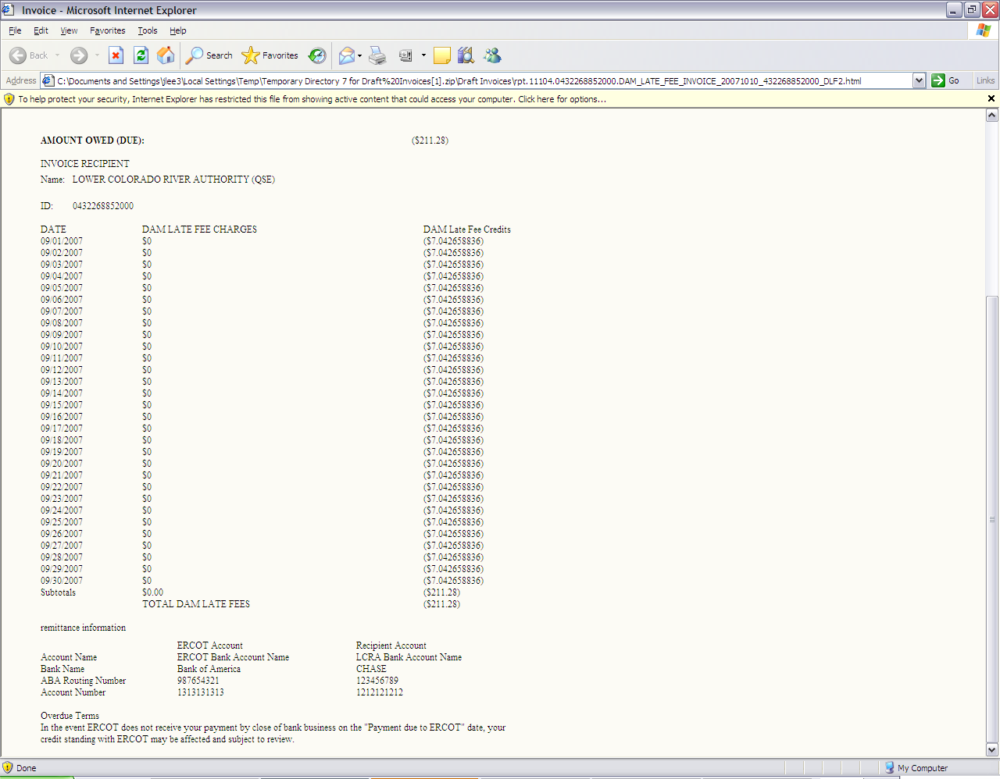 Invoice - Microsoft Internet Explorer
File Edit View Favorites Tools Help
Back Search Favorites
Address C:\Documents and Settings\jlee3\Local Settings\Temp\Temporary Directory 7 for Draft%20Invoices[1].zip\Draft Invoices\rpt.11104.0432268852000.DAM_LATE_FEE_INVOICE_20071010_432268852000_DLF2.html Go Links
To help protect your security, Internet Explorer has restricted this file from showing active content that could access your computer. Click here for options...
AMOUNT OWED (DUE): ($211.28)
INVOICE RECIPIENT
Name: LOWER COLORADO RIVER AUTHORITY (QSE)
ID: 0432268852000
DATE DAM LATE FEE CHARGES DAM Late Fee Credits
09/01/2007 $0 ($7.042658836)
09/02/2007 $0 ($7.042658836)
09/03/2007 $0 ($7.042658836)
09/04/2007 $0 ($7.042658836)
09/05/2007 $0 ($7.042658836)
09/06/2007 $0 ($7.042658836)
09/07/2007 $0 ($7.042658836)
09/08/2007 $0 ($7.042658836)
09/09/2007 $0 ($7.042658836)
09/10/2007 $0 ($7.042658836)
09/11/2007 $0 ($7.042658836)
09/12/2007 $0 ($7.042658836)
09/13/2007 $0 ($7.042658836)
09/14/2007 $0 ($7.042658836)
09/15/2007 $0 ($7.042658836)
09/16/2007 $0 ($7.042658836)
09/17/2007 $0 ($7.042658836)
09/18/2007 $0 ($7.042658836)
09/19/2007 $0 ($7.042658836)
09/20/2007 $0 ($7.042658836)
09/21/2007 $0 ($7.042658836)
09/22/2007 $0 ($7.042658836)
09/23/2007 $0 ($7.042658836)
09/24/2007 $0 ($7.042658836)
09/25/2007 $0 ($7.042658836)
09/26/2007 $0 ($7.042658836)
09/27/2007 $0 ($7.042658836)
09/28/2007 $0 ($7.042658836)
09/29/2007 $0 ($7.042658836)
09/30/2007 $0 ($7.042658836)
Subtotals $0.00 ($211.28)
TOTAL DAM LATE FEES ($211.28)
remittance information
ERCOT Account Recipient Account
Account Name ERCOT Bank Account Name LCRA Bank Account Name
Bank Name Bank of America CHASE
ABA Routing Number 987654321 123456789
Account Number 1313131313 1212121212
Overdue Terms
In the event ERCOT does not receive your payment by close of bank business on the "Payment due to ERCOT" date, your
credit standing with ERCOT may be affected and subject to review.
Done My Computer